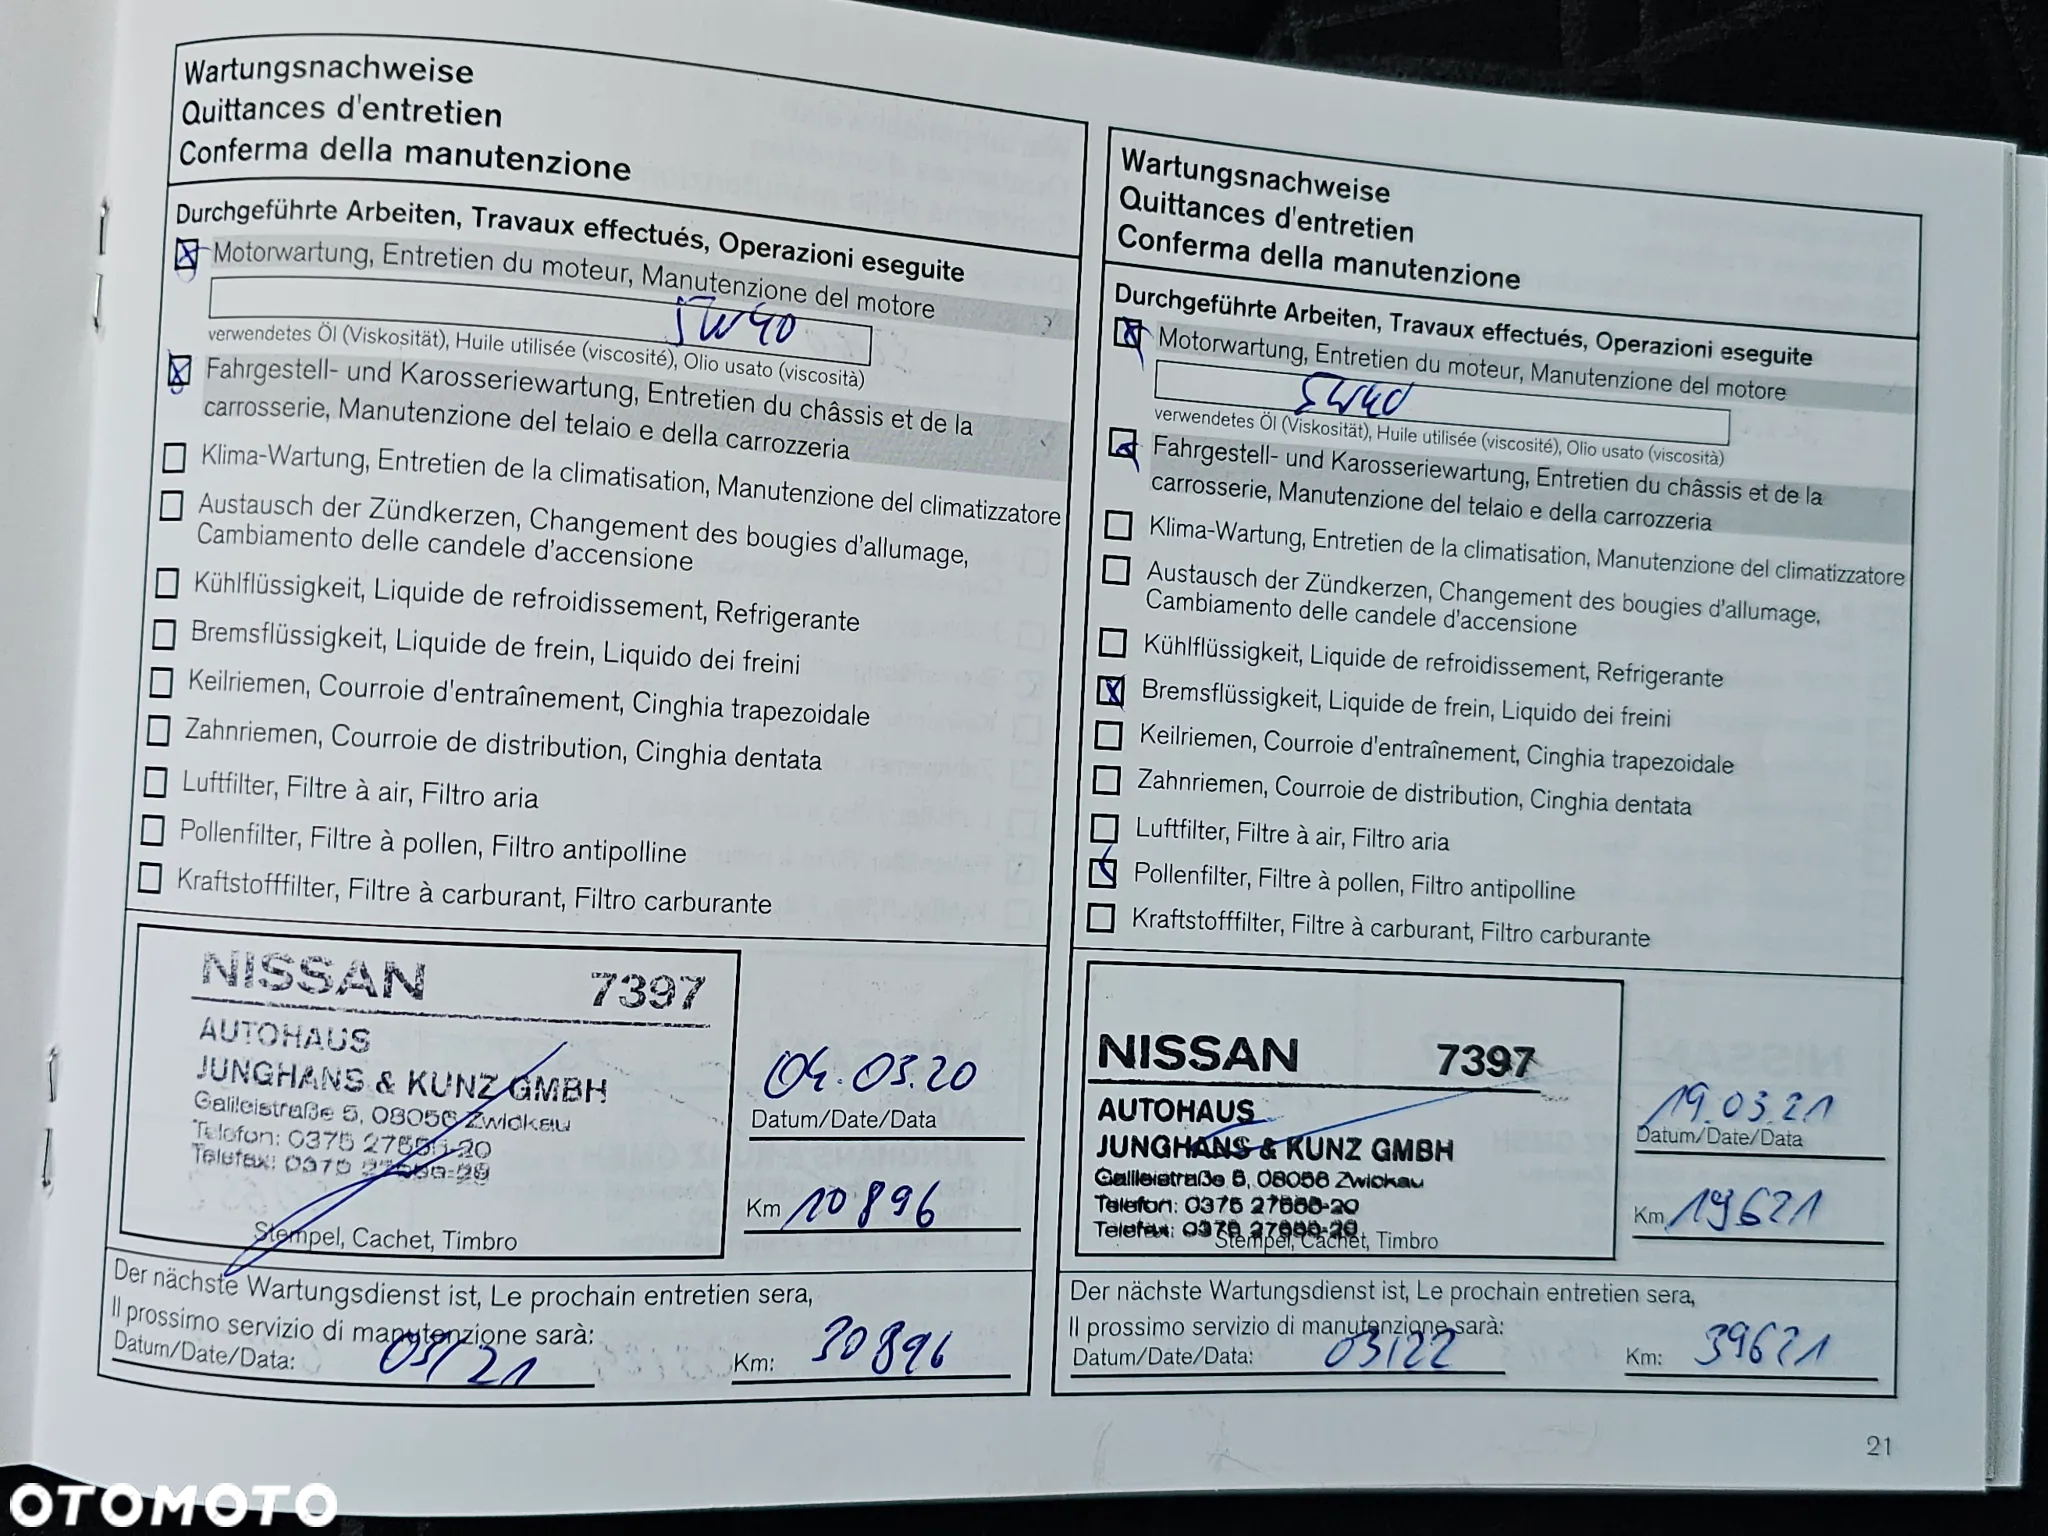 Wartungsnachweise
Quittances d'entretien
Conferma della manutenzione
Durchgeführte Arbeiten, Travaux effectués, Operazioni eseguite
Motorwartung, Entretien du moteur, Manutenzione del motore
5W40
verwendetes Öl (Viskosität), Huile utilisée (viscosité), Olio usato (viscosità)
Fahrgestell- und Karosseriewartung, Entretien du châssis et de la
carrosserie, Manutenzione del telaio e della carrozzeria
Klima-Wartung, Entretien de la climatisation, Manutenzione del climatizzatore
Austausch der Zündkerzen, Changement des bougies d'allumage,
Cambiamento delle candele d'accensione
Kühlflüssigkeit, Liquide de refroidissement, Refrigerante
Bremsflüssigkeit, Liquide de frein, Liquido dei freini
Keilriemen, Courroie d'entraînement, Cinghia trapezoidale
Zahnriemen, Courroie de distribution, Cinghia dentata
Luftfilter, Filtre à air, Filtro aria
Pollenfilter, Filtre à pollen, Filtro antipolline
Kraftstofffilter, Filtre à carburant, Filtro carburante
NISSAN 7397
AUTOHAUS
JUNGHANS & KUNZ GMBH
Galileistraße 5, 08056 Zwickau
Telefon: 0375
Telefax: 0375
Stempel, Cachet, Timbro
04.03.20
Datum/Date/Data
Km 10896
Der nächste Wartungsdienst ist, Le prochain entretien sera,
Il prossimo servizio di manutenzione sarà:
Datum/Date/Data: 03/21 Km: 30896
Wartungsnachweise
Quittances d'entretien
Conferma della manutenzione
Durchgeführte Arbeiten, Travaux effectués, Operazioni eseguite
Motorwartung, Entretien du moteur, Manutenzione del motore
5W40
verwendetes Öl (Viskosität), Huile utilisée (viscosité), Olio usato (viscosità)
Fahrgestell- und Karosseriewartung, Entretien du châssis et de la
carrosserie, Manutenzione del telaio e della carrozzeria
Klima-Wartung, Entretien de la climatisation, Manutenzione del climatizzatore
Austausch der Zündkerzen, Changement des bougies d'allumage,
Cambiamento delle candele d'accensione
Kühlflüssigkeit, Liquide de refroidissement, Refrigerante
Bremsflüssigkeit, Liquide de frein, Liquido dei freini
Keilriemen, Courroie d'entraînement, Cinghia trapezoidale
Zahnriemen, Courroie de distribution, Cinghia dentata
Luftfilter, Filtre à air, Filtro aria
Pollenfilter, Filtre à pollen, Filtro antipolline
Kraftstofffilter, Filtre à carburant, Filtro carburante
NISSAN 7397
AUTOHAUS
JUNGHANS & KUNZ GMBH
Galileistraße 5, 08056 Zwickau
Telefon: 0375
Telefax: 0375
Stempel, Cachet, Timbro
19.03.21
Datum/Date/Data
Km 19621
Der nächste Wartungsdienst ist, Le prochain entretien sera,
Il prossimo servizio di manutenzione sarà:
Datum/Date/Data: 03/22 Km: 39621
21
OTOMOTO